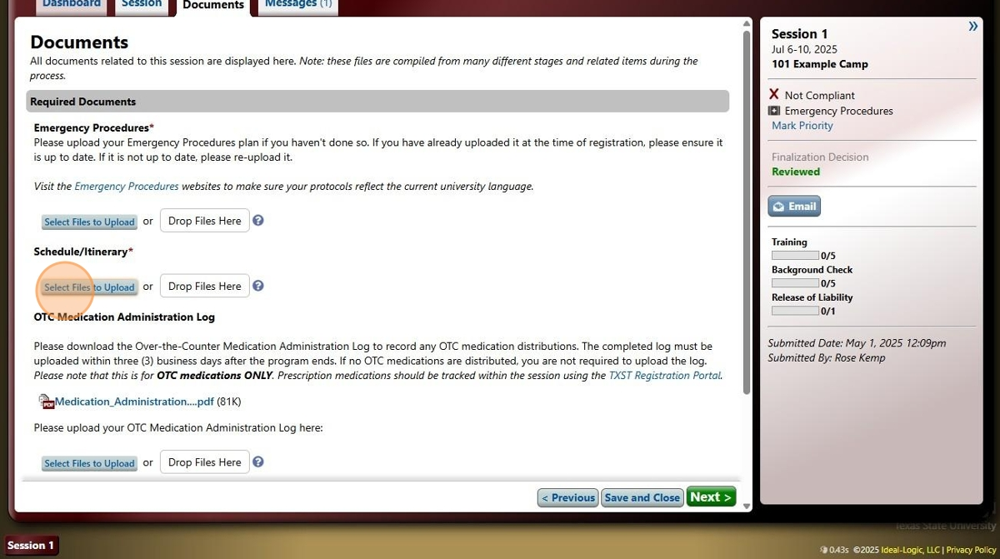 Dashboard
Session
Documents
Messages (1)
Documents
All documents related to this session are displayed here. Note: these files are compiled from many different stages and related items during the
process.
Required Documents
Emergency Procedures*
Please upload your Emergency Procedures plan if you haven't done so. If you have already uploaded it at the time of registration, please ensure it
is up to date. If it is not up to date, please re-upload it.
Visit the Emergency Procedures websites to make sure your protocols reflect the current university language.
Select Files to Upload or Drop Files Here ?
Schedule/Itinerary*
Select Files to Upload or Drop Files Here ?
OTC Medication Administration Log
Please download the Over-the-Counter Medication Administration Log to record any OTC medication distributions. The completed log must be
uploaded within three (3) business days after the program ends. If no OTC medications are distributed, you are not required to upload the log.
Please note that this is for OTC medications ONLY. Prescription medications should be tracked within the session using the TXST Registration Portal.
PDF Medication_Administration....pdf (81K)
Please upload your OTC Medication Administration Log here:
Select Files to Upload or Drop Files Here ?
< Previous
Save and Close
Next >
Session 1
Jul 6-10, 2025
101 Example Camp
X Not Compliant
Emergency Procedures
Mark Priority
Finalization Decision
Reviewed
Email
Training
0/5
Background Check
0/5
Release of Liability
0/1
Submitted Date: May 1, 2025 12:09pm
Submitted By: Rose Kemp
Texas State University
Session 1
0.43s ©2025 Ideal-Logic, LLC | Privacy Policy